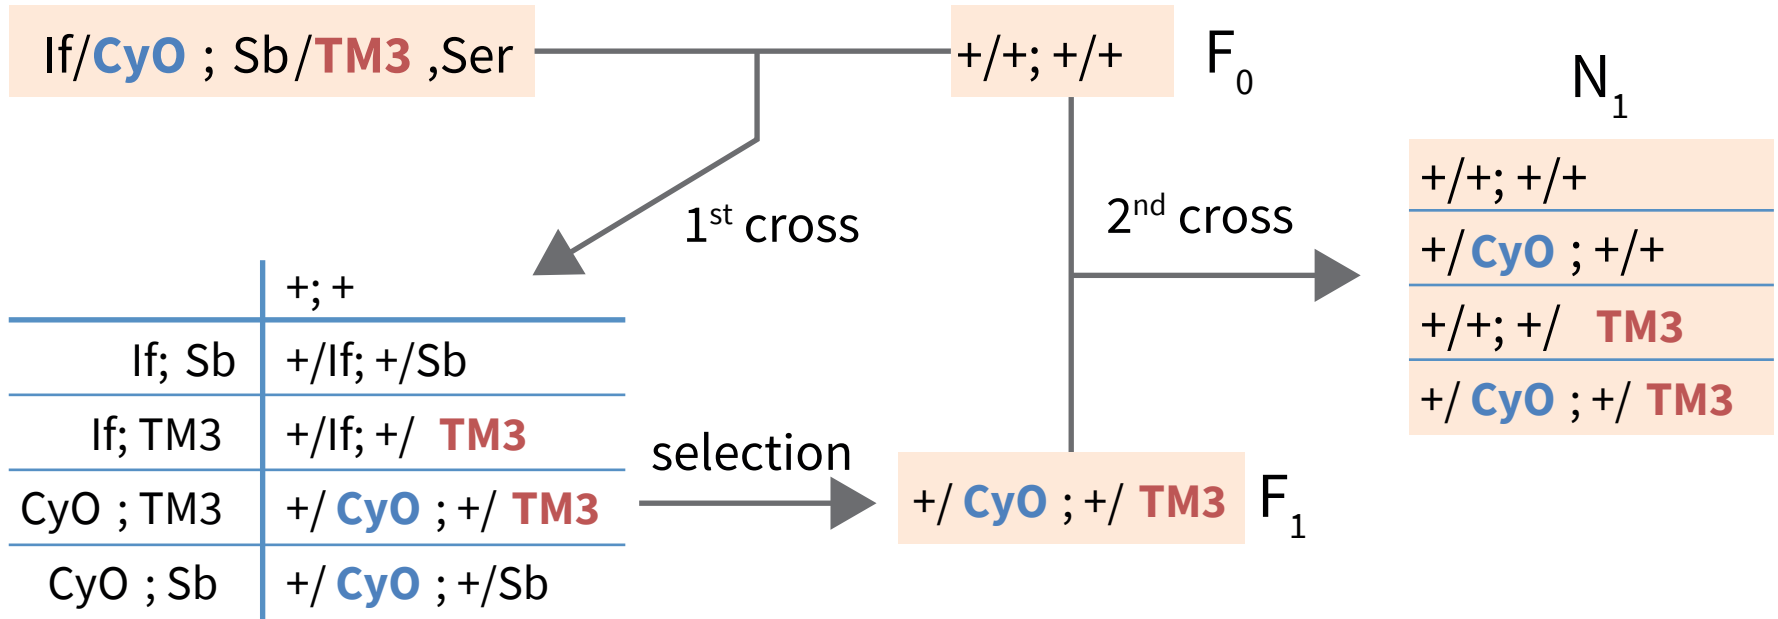 If/CyO ; Sb/TM3 ,Ser
+/+; +/+
F0
N1
+/+; +/+
+/CyO ; +/+
+/+; +/ TM3
+/CyO ; +/ TM3
1st cross
2nd cross
+; +
If; Sb +/If; +/Sb
If; TM3 +/If; +/ TM3
CyO ; TM3 +/ CyO ; +/ TM3
CyO ; Sb +/ CyO ; +/Sb
selection
+/ CyO ; +/ TM3
F1